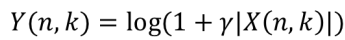 Y(n, k) = log(1 + γ|X(n, k)|)